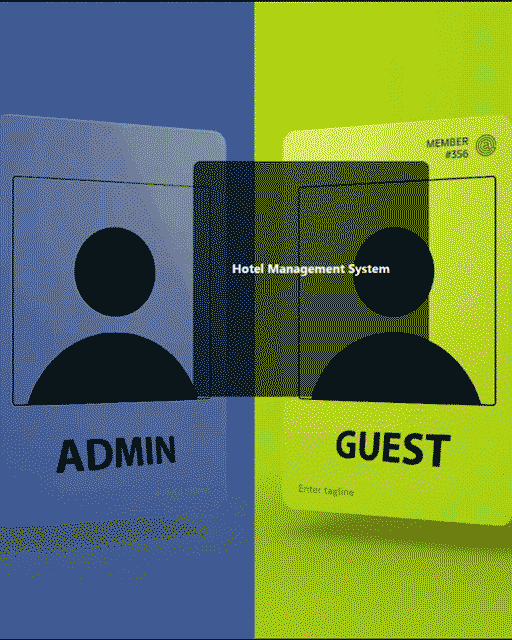 MEMBER
#356
@
Hotel Management System
ADMIN
GUEST
Enter tagline